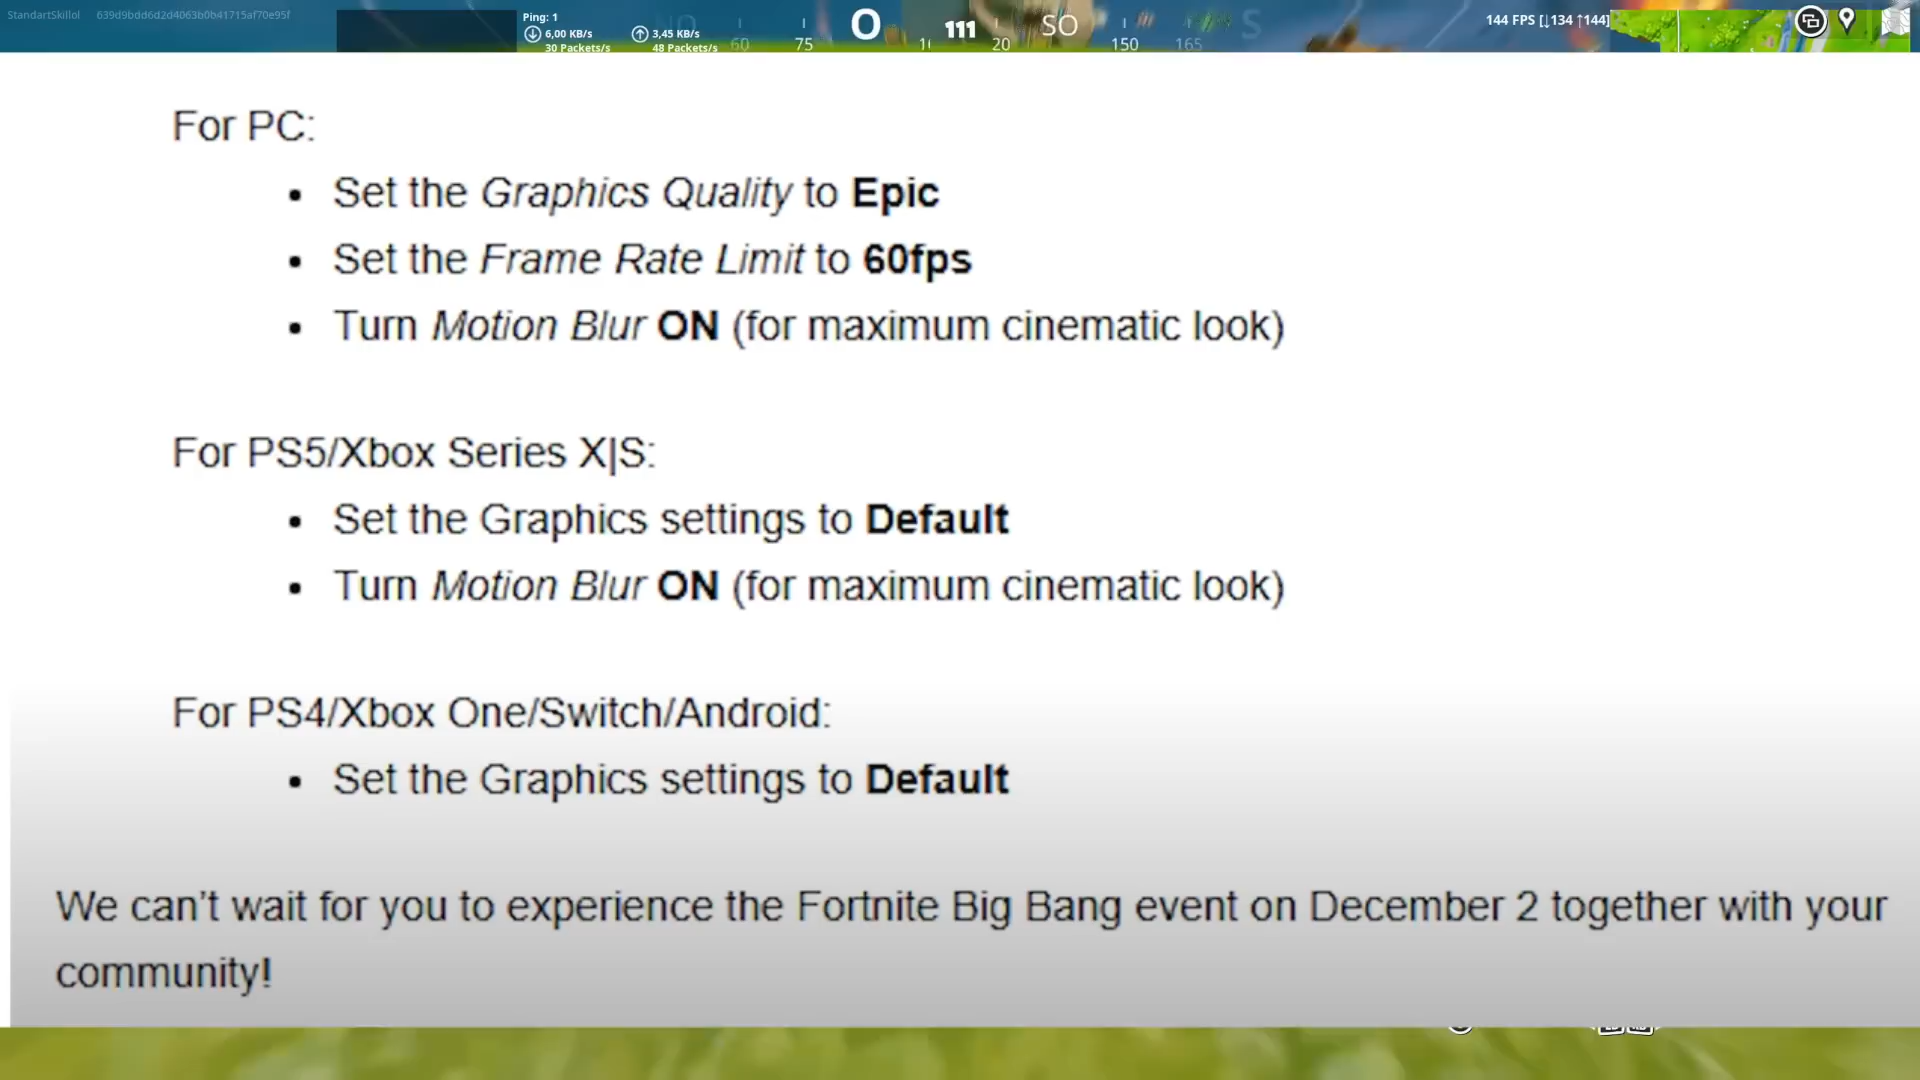 StandartSkillol 639d9bdd6d2d4063b0b41715af70e95f
Ping: 1
6,00 KB/s 3,45 KB/s
30 Packets/s 48 Packets/s
NO O 111 SO S
60 75 20 150 165
144 FPS [↓134 ↑144]
For PC:
• Set the Graphics Quality to Epic
• Set the Frame Rate Limit to 60fps
• Turn Motion Blur ON (for maximum cinematic look)
For PS5/Xbox Series X|S:
• Set the Graphics settings to Default
• Turn Motion Blur ON (for maximum cinematic look)
For PS4/Xbox One/Switch/Android:
• Set the Graphics settings to Default
We can't wait for you to experience the Fortnite Big Bang event on December 2 together with your
community!